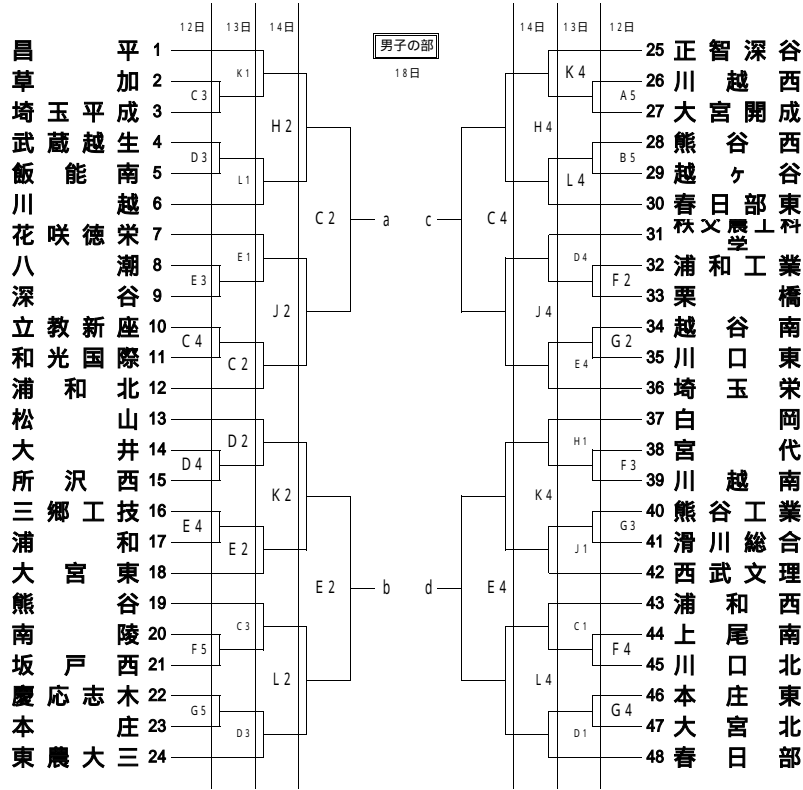 12日 13日 14日 男子の部 14日 13日 12日
18日
昌平 1 25 正智深谷
K1 K4
草加 2 26 川越西
C3 A5
埼玉平成 3 27 大宮開成
H2 H4
武蔵越生 4 28 熊谷西
D3 B5
飯能南 5 29 越ヶ谷
L1 L4
川越 6 30 春日部東
C2 a c C4
花咲徳栄 7 31 秩父農工科学
E1 D4
八潮 8 32 浦和工業
E3 F2
深谷 9 33 栗橋
J2 J4
立教新座 10 34 越谷南
C4 G2
和光国際 11 35 川口東
C2 E4
浦和北 12 36 埼玉栄
松山 13 37 白岡
D2 H1
大井 14 38 宮代
D4 F3
所沢西 15 39 川越南
K2 K4
三郷工技 16 40 熊谷工業
E4 G3
浦和 17 41 滑川総合
E2 J1
大宮東 18 42 西武文理
E2 b d E4
熊谷 19 43 浦和西
C3 C1
南陵 20 44 上尾南
F5 F4
坂戸西 21 45 川口北
L2 L4
慶応志木 22 46 本庄東
G5 G4
本庄 23 47 大宮北
D3 D1
東農大三 24 48 春日部